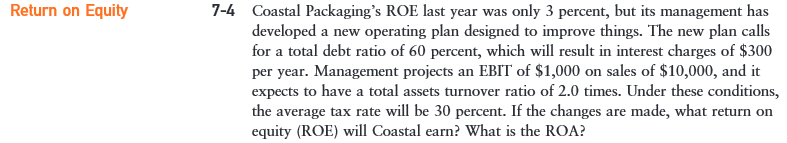 Return on Equity
7-4 Coastal Packaging's ROE last year was only 3 percent, but its management has
developed a new operating plan designed to improve things. The new plan calls
for a total debt ratio of 60 percent, which will result in interest charges of $300
per year. Management projects an EBIT of $1,000 on sales of $10,000, and it
expects to have a total assets turnover ratio of 2.0 times. Under these conditions,
the average tax rate will be 30 percent. If the changes are made, what return on
equity (ROE) will Coastal earn? What is the ROA?